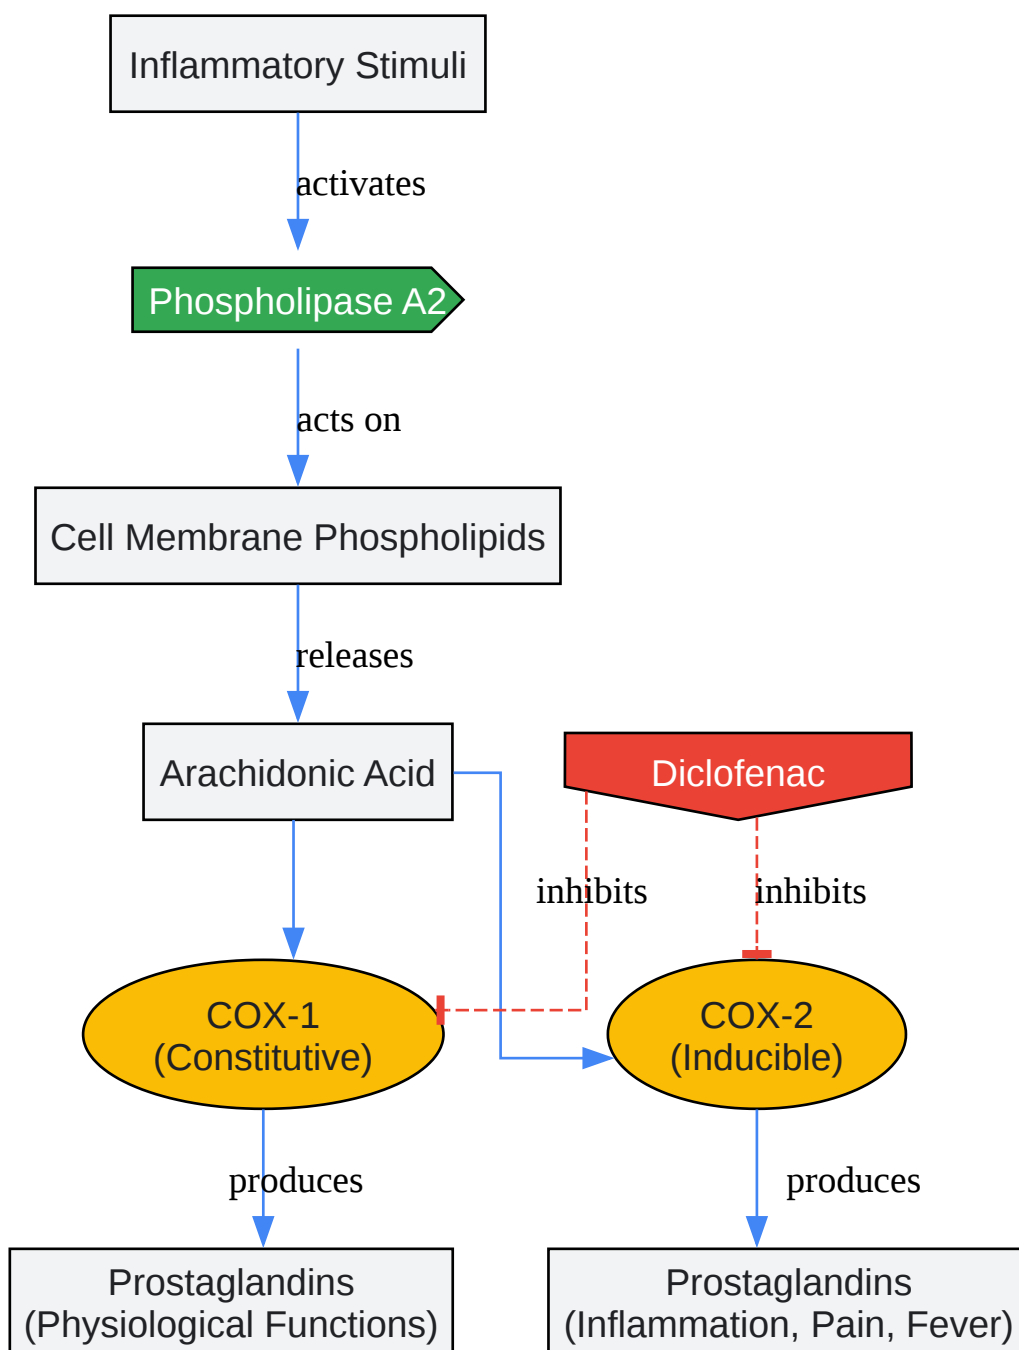 Inflammatory Stimuli
activates
Phospholipase A2
acts on
Cell Membrane Phospholipids
releases
Arachidonic Acid
Diclofenac
inhibits
inhibits
COX-1
(Constitutive)
COX-2
(Inducible)
produces
produces
Prostaglandins
(Physiological Functions)
Prostaglandins
(Inflammation, Pain, Fever)